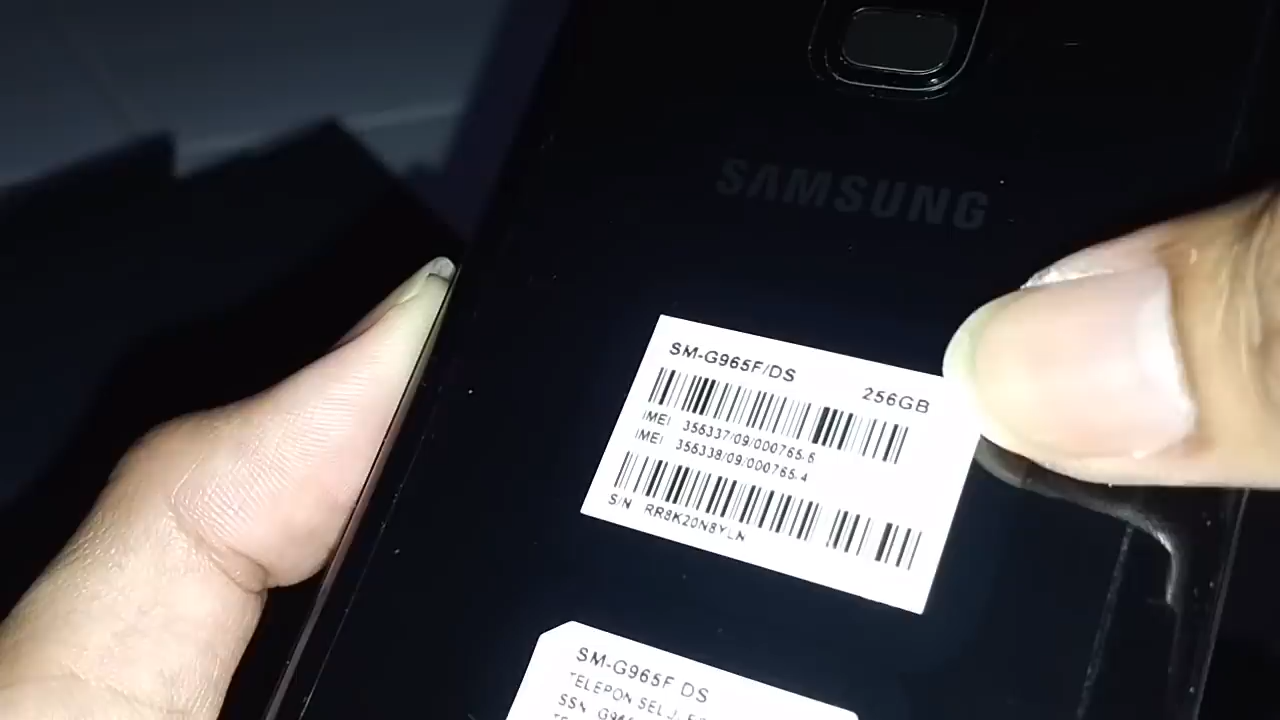 SAMSUNG
SM-G965F/DS 256GB
IMEI 356337/09/000765.6
IMEI 356338/09/000765.4
S/N RR8K20N8YLN
SM-G965F DS
TELEPON
SSN